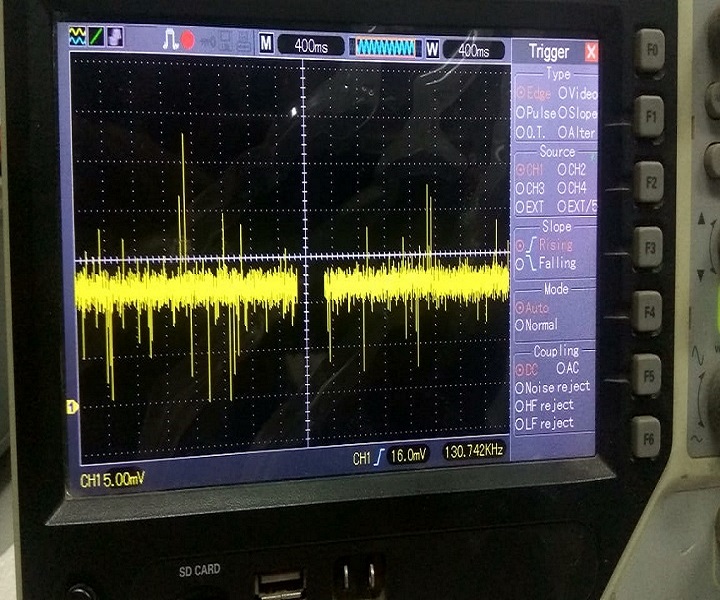 M 400ms W 400ms
Trigger X
Type
Edge Video
Pulse Slope
O.T. Alter
Source
CH1 CH2
CH3 CH4
EXT EXT/5
Slope
Rising
Falling
Mode
Auto
Normal
Coupling
DC AC
Noise reject
HF reject
LF reject
1
CH1 5.00mV
CH1 16.0mV 130.742KHz
F0
F1
F2
F3
F4
F5
F6
SD CARD